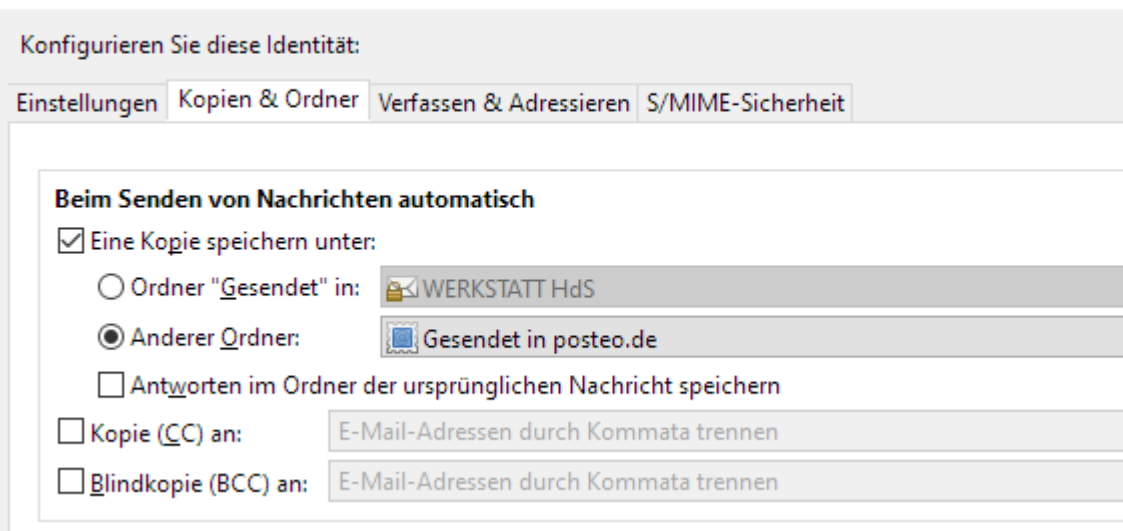 Konfigurieren Sie diese Identität:
Einstellungen Kopien & Ordner Verfassen & Adressieren S/MIME-Sicherheit
Beim Senden von Nachrichten automatisch
Eine Kopie speichern unter:
Ordner "Gesendet" in: WERKSTATT HdS
Anderer Ordner: Gesendet in posteo.de
Antworten im Ordner der ursprünglichen Nachricht speichern
Kopie (CC) an: E-Mail-Adressen durch Kommata trennen
Blindkopie (BCC) an: E-Mail-Adressen durch Kommata trennen